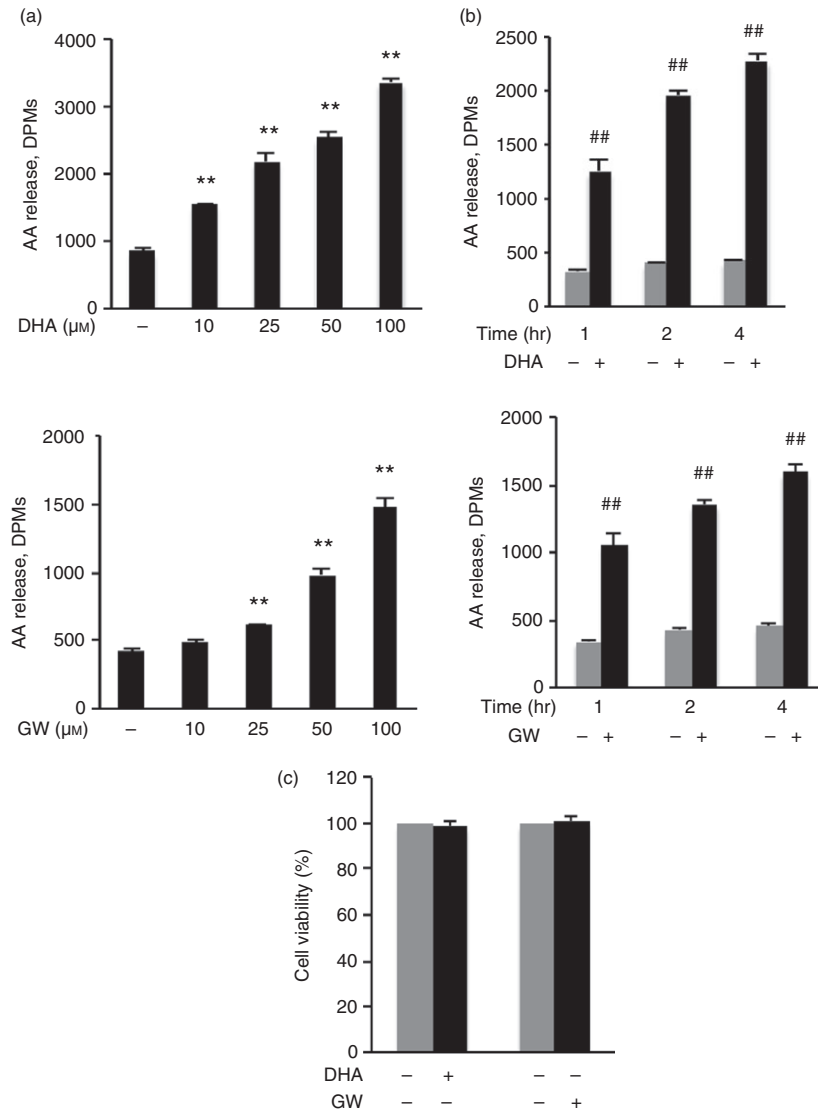 (a)
4000
3000
2000
1000
0
AA release, DPMs
** ** ** **
DHA (μM) – 10 25 50 100
(b)
2500
2000
1500
1000
500
0
AA release, DPMs
## ## ##
Time (hr) 1 2 4
DHA – + – + – +
2000
1500
1000
500
0
AA release, DPMs
** ** **
GW (μM) – 10 25 50 100
2000
1500
1000
500
0
AA release, DPMs
## ## ##
Time (hr) 1 2 4
GW – + – + – +
(c)
120
100
80
60
40
20
0
Cell viability (%)
DHA – + – –
GW – – – +